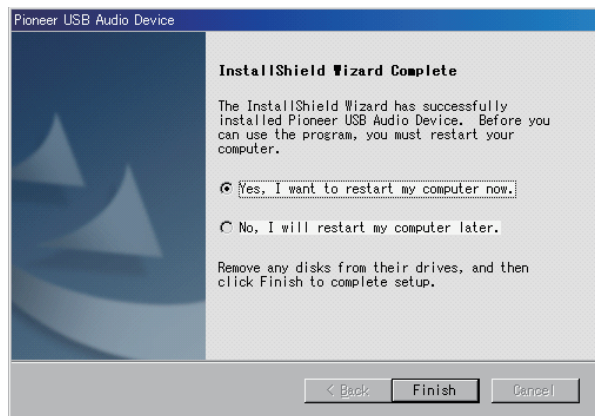 Pioneer USB Audio Device
InstallShield Wizard Complete
The InstallShield Wizard has successfully
installed Pioneer USB Audio Device.  Before you
can use the program, you must restart your
computer.
Yes, I want to restart my computer now.
No, I will restart my computer later.
Remove any disks from their drives, and then
click Finish to complete setup.
< Back Finish Cancel